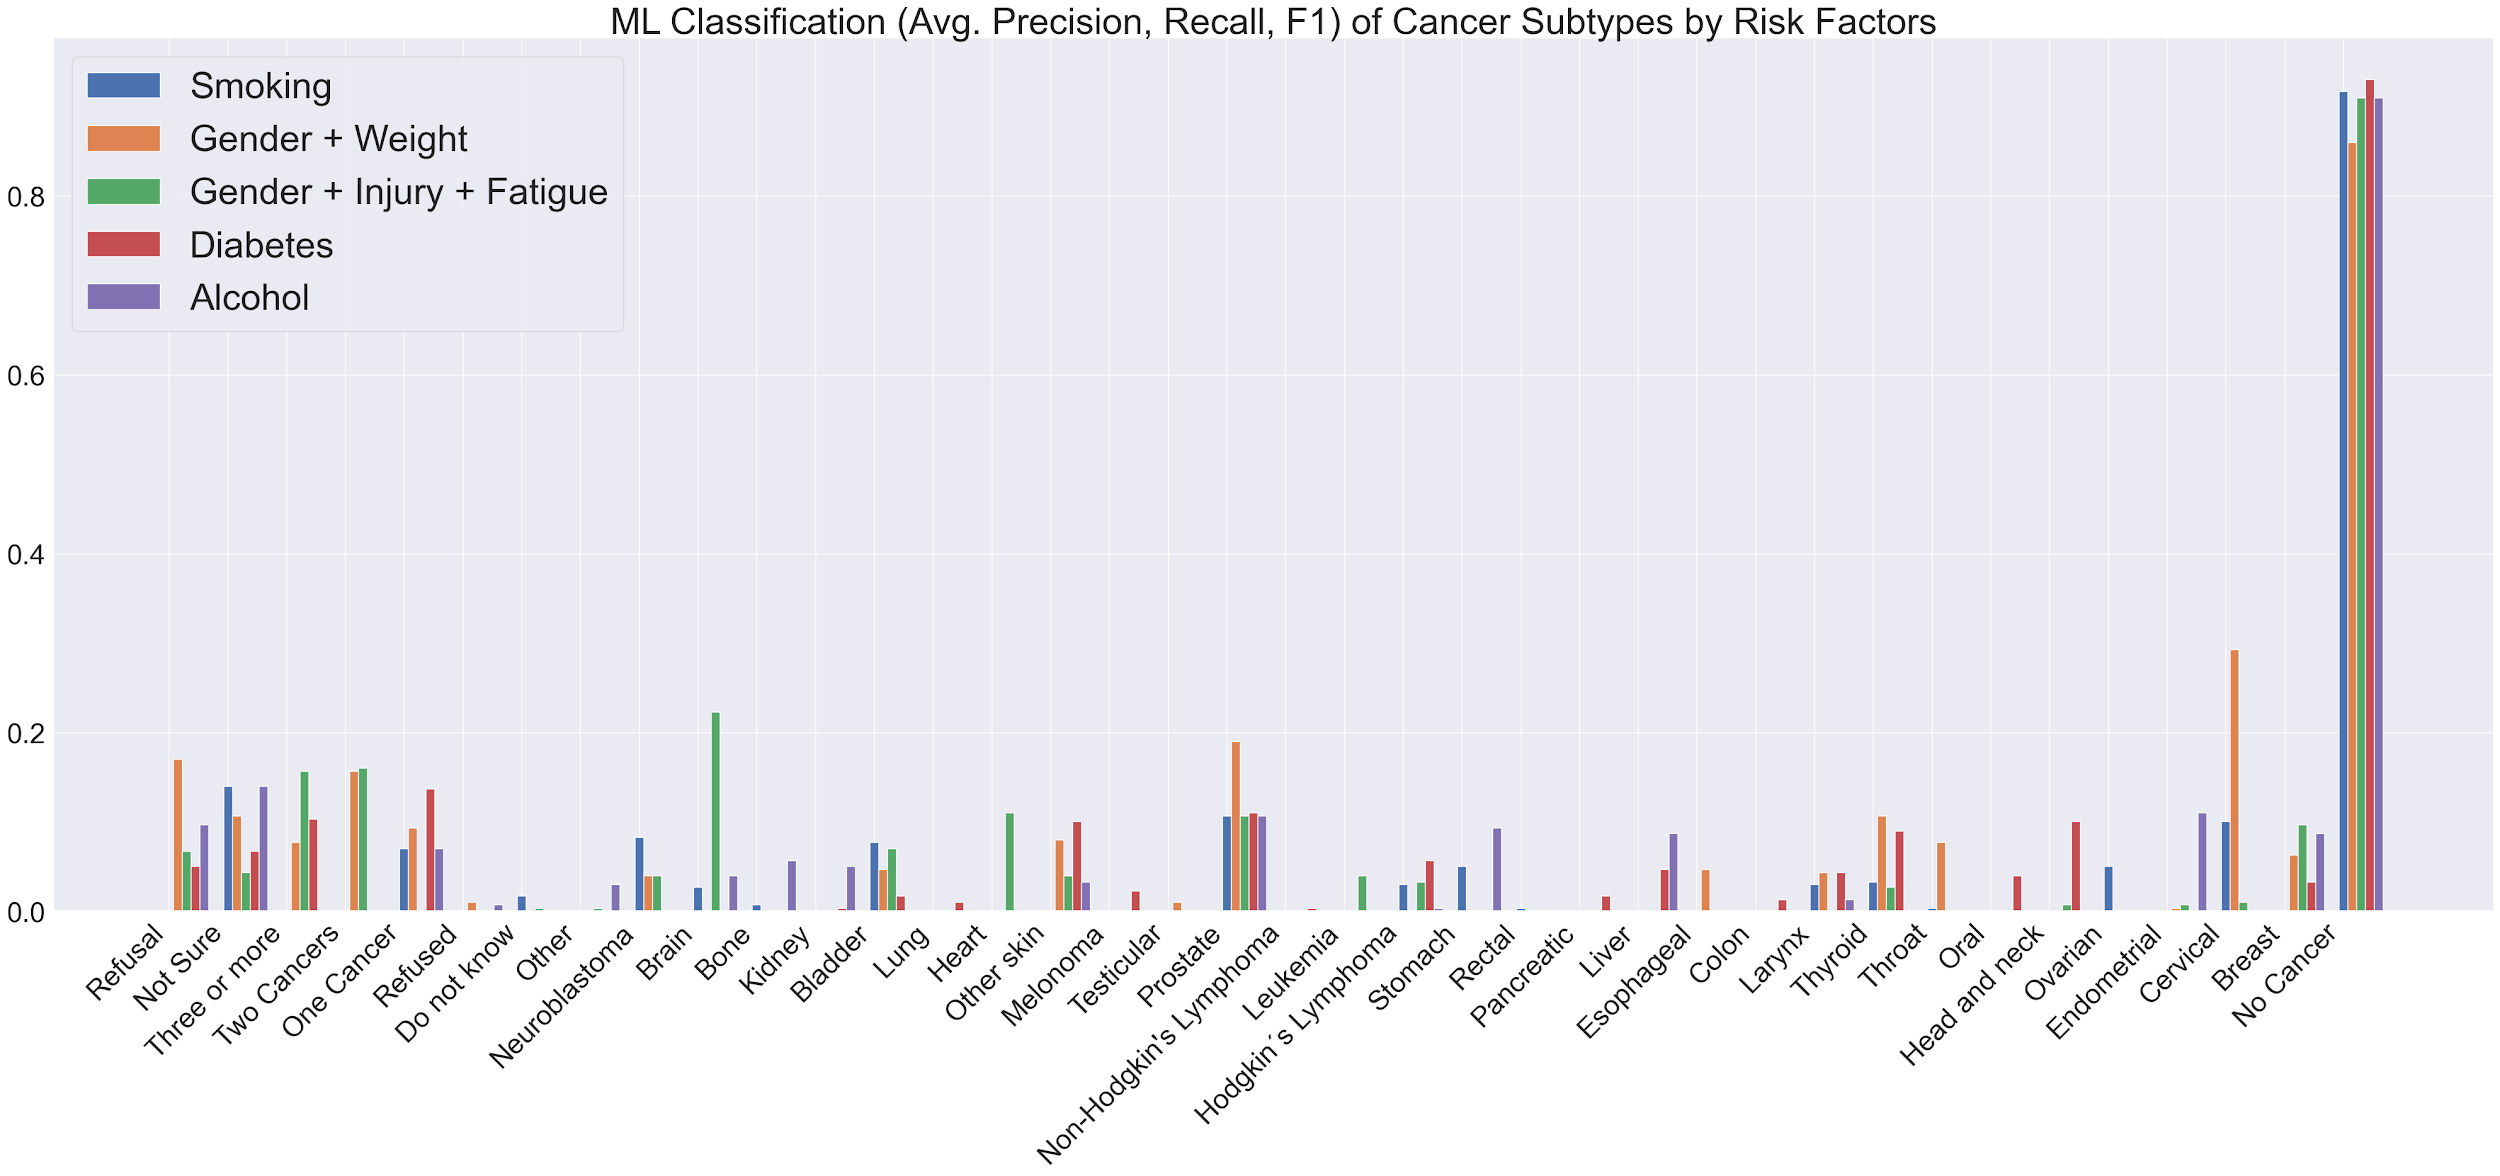 ML Classification (Avg. Precision, Recall, F1) of Cancer Subtypes by Risk Factors
Smoking
Gender + Weight
Gender + Injury + Fatigue
Diabetes
Alcohol
0.8
0.6
0.4
0.2
0.0
Refusal
Not Sure
Three or more
Two Cancers
One Cancer
Refused
Do not know
Other
Neuroblastoma
Brain
Bone
Kidney
Bladder
Lung
Heart
Other skin
Melonoma
Testicular
Prostate
Non-Hodgkin's Lymphoma
Leukemia
Hodgkin´s Lymphoma
Stomach
Rectal
Pancreatic
Liver
Esophageal
Colon
Larynx
Thyroid
Throat
Oral
Head and neck
Ovarian
Endometrial
Cervical
Breast
No Cancer